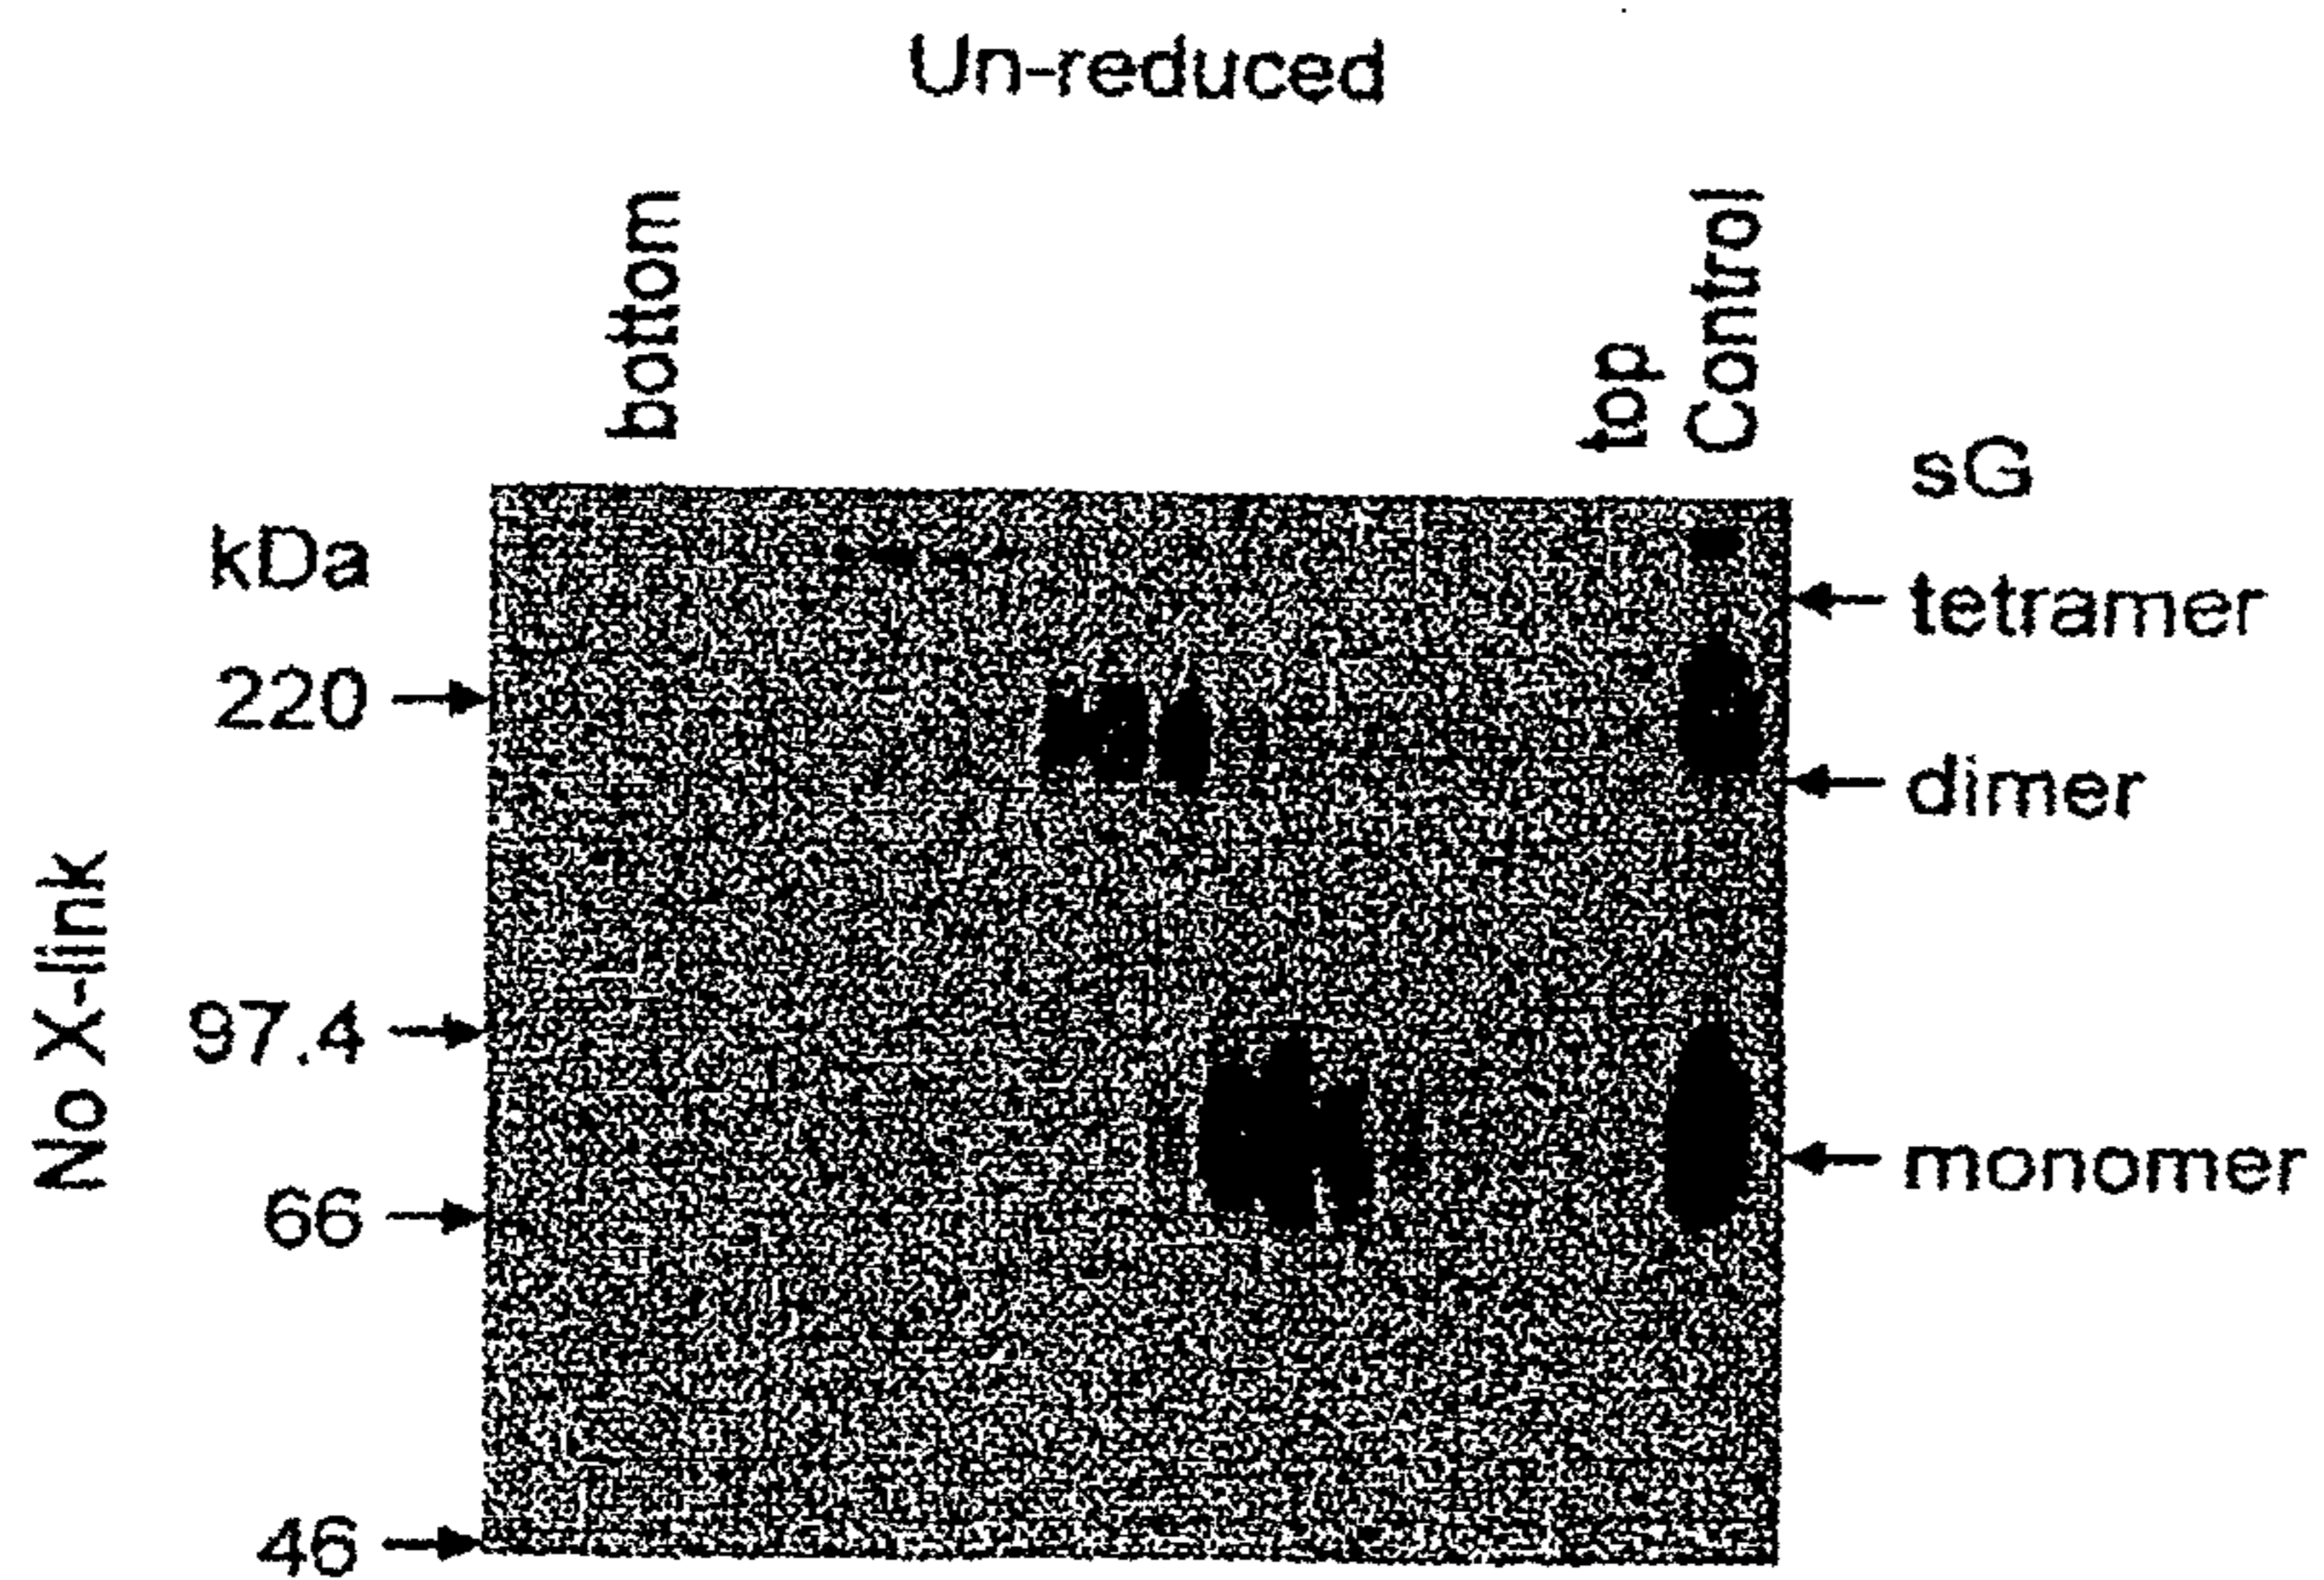 Un-reduced
bottom
top
Control
sG
kDa
tetramer
220
dimer
No X-link
97.4
monomer
66
46